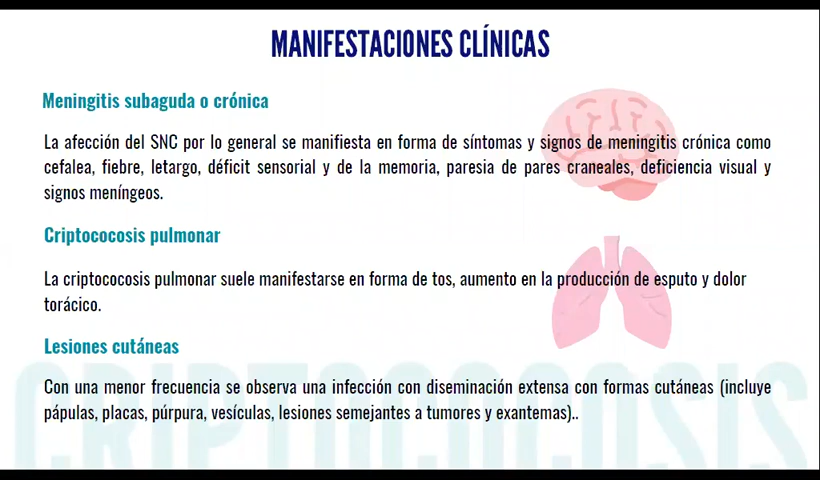 MANIFESTACIONES CLÍNICAS
Meningitis subaguda o crónica
La afección del SNC por lo general se manifiesta en forma de síntomas y signos de meningitis crónica como
cefalea, fiebre, letargo, déficit sensorial y de la memoria, paresia de pares craneales, deficiencia visual y
signos meníngeos.
Criptococosis pulmonar
La criptococosis pulmonar suele manifestarse en forma de tos, aumento en la producción de esputo y dolor
torácico.
Lesiones cutáneas
Con una menor frecuencia se observa una infección con diseminación extensa con formas cutáneas (incluye
pápulas, placas, púrpura, vesículas, lesiones semejantes a tumores y exantemas)..
CRIPTOCOCOSIS